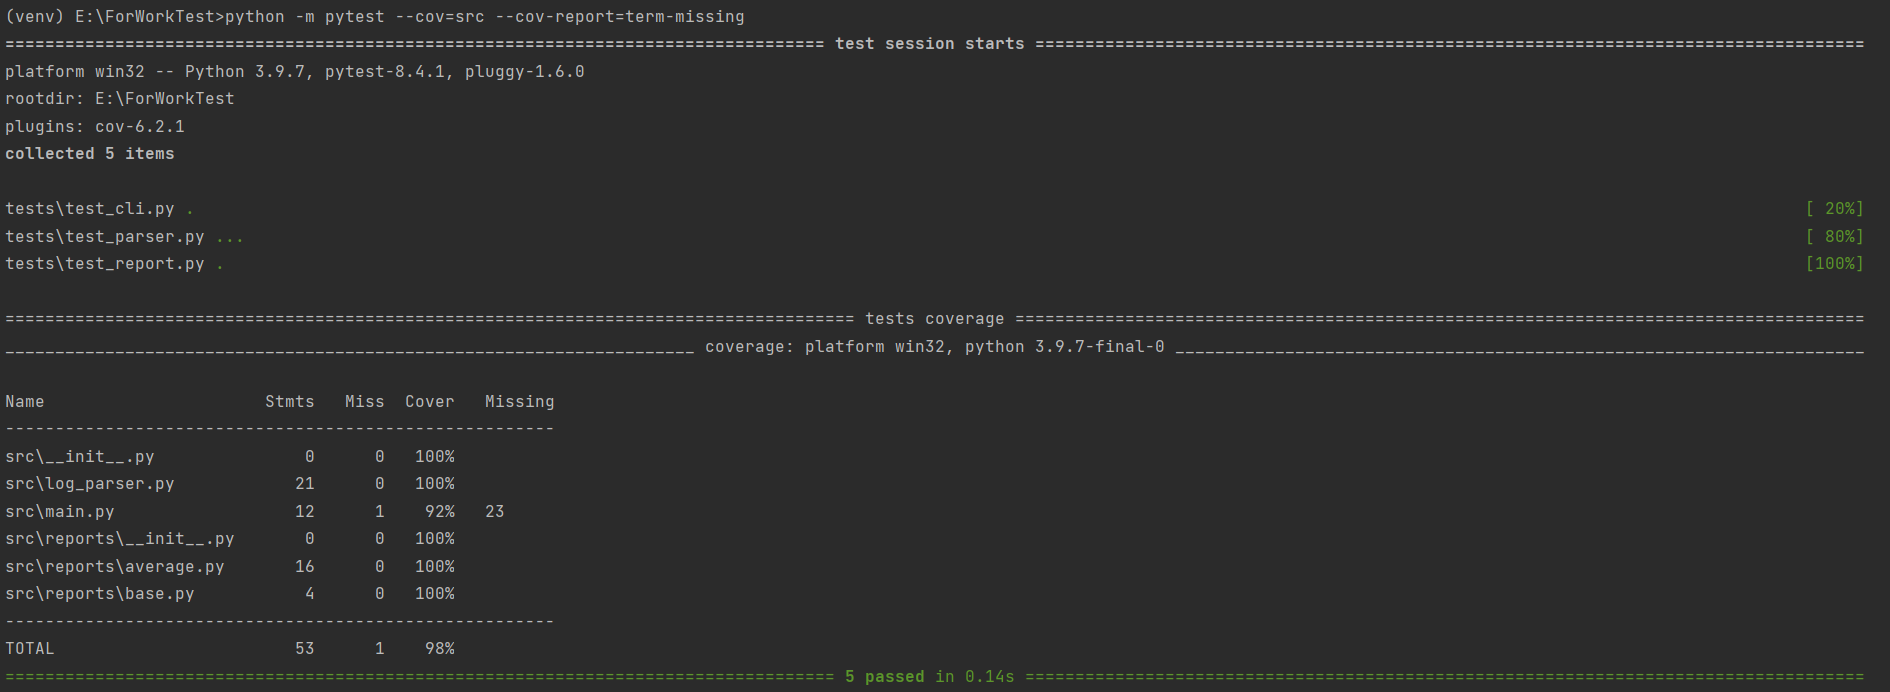 (venv) E:\ForWorkTest>python -m pytest --cov=src --cov-report=term-missing
================================================================================== test session starts ===================================================================================
platform win32 -- Python 3.9.7, pytest-8.4.1, pluggy-1.6.0
rootdir: E:\ForWorkTest
plugins: cov-6.2.1
collected 5 items
tests\test_cli.py . [ 20%]
tests\test_parser.py ... [ 80%]
tests\test_report.py . [100%]
===================================================================================== tests coverage =====================================================================================
_____________________________________________________________________ coverage: platform win32, python 3.9.7-final-0 _____________________________________________________________________
Name                      Stmts   Miss  Cover   Missing
-------------------------------------------------------
src\__init__.py               0      0   100%
src\log_parser.py            21      0   100%
src\main.py                  12      1    92%   23
src\reports\__init__.py       0      0   100%
src\reports\average.py       16      0   100%
src\reports\base.py           4      0   100%
-------------------------------------------------------
TOTAL                        53      1    98%
=================================================================================== 5 passed in 0.14s ====================================================================================